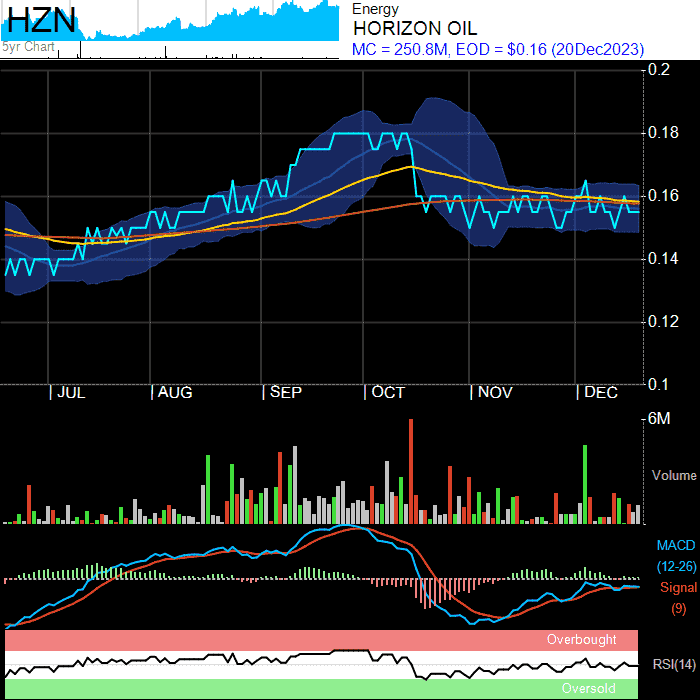 HZN
5yr Chart
Energy
HORIZON OIL
MC = 250.8M, EOD = $0.16 (20Dec2023)
0.2
0.18
0.16
0.14
0.12
0.1
JUL
AUG
SEP
OCT
NOV
DEC
6M
Volume
MACD
(12-26)
Signal
(9)
Overbought
RSI(14)
Oversold